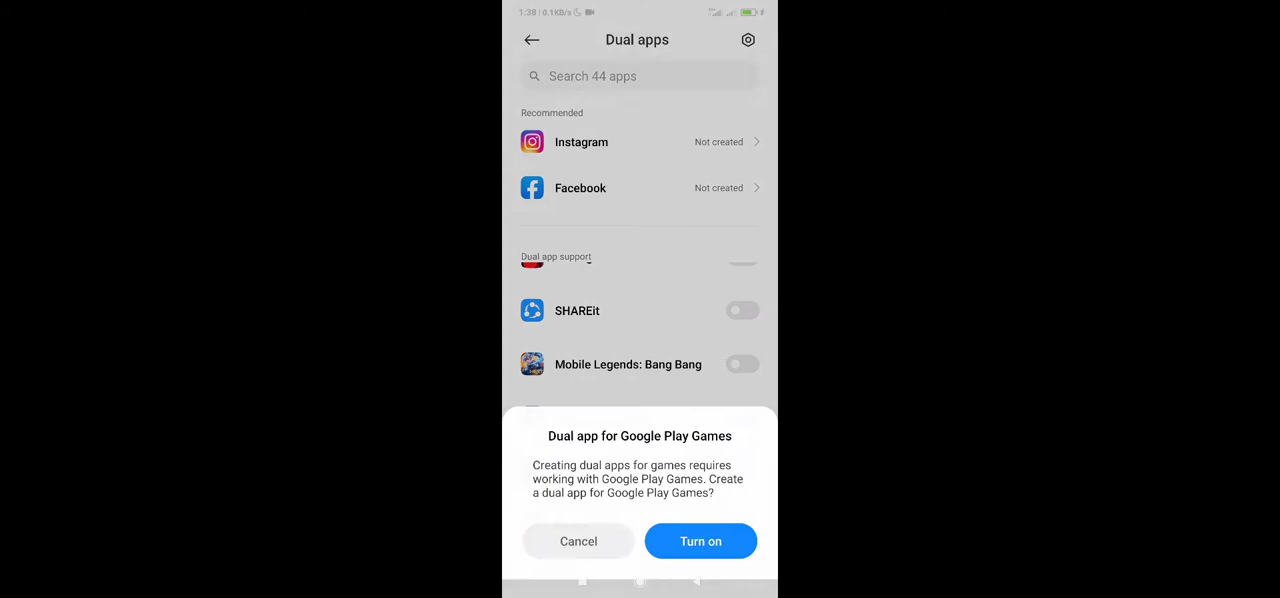 1:38 | 0.1KB/s
Dual apps
Search 44 apps
Recommended
Instagram
Not created
Facebook
Not created
Dual app support
SHAREit
Mobile Legends: Bang Bang
Dual app for Google Play Games
Creating dual apps for games requires
working with Google Play Games. Create
a dual app for Google Play Games?
Cancel
Turn on